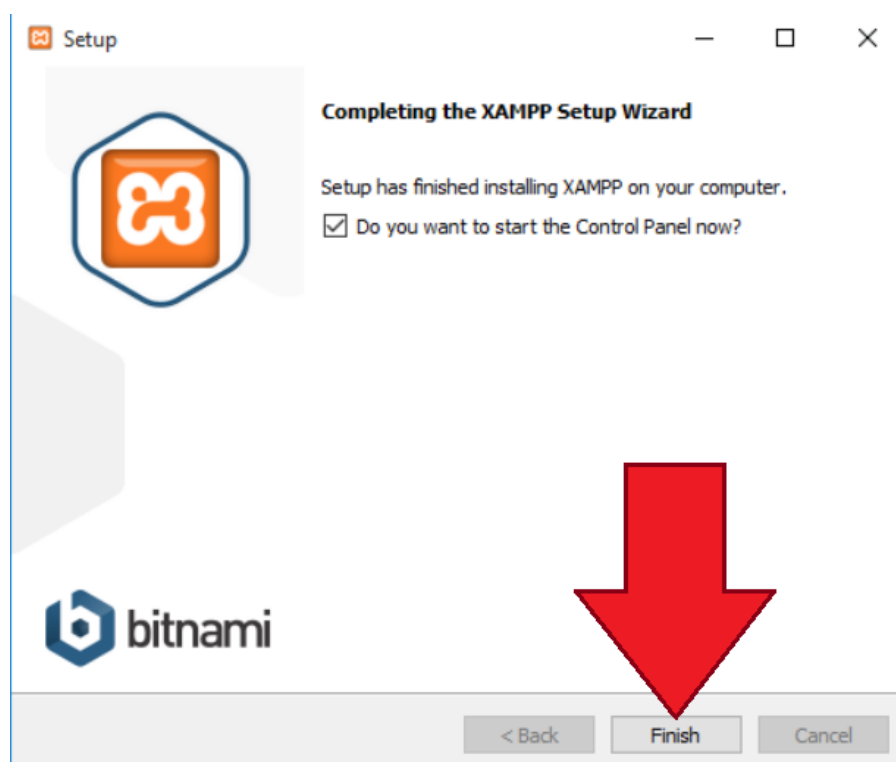 Setup
Completing the XAMPP Setup Wizard
Setup has finished installing XAMPP on your computer.
Do you want to start the Control Panel now?
bitnami
< Back Finish Cancel